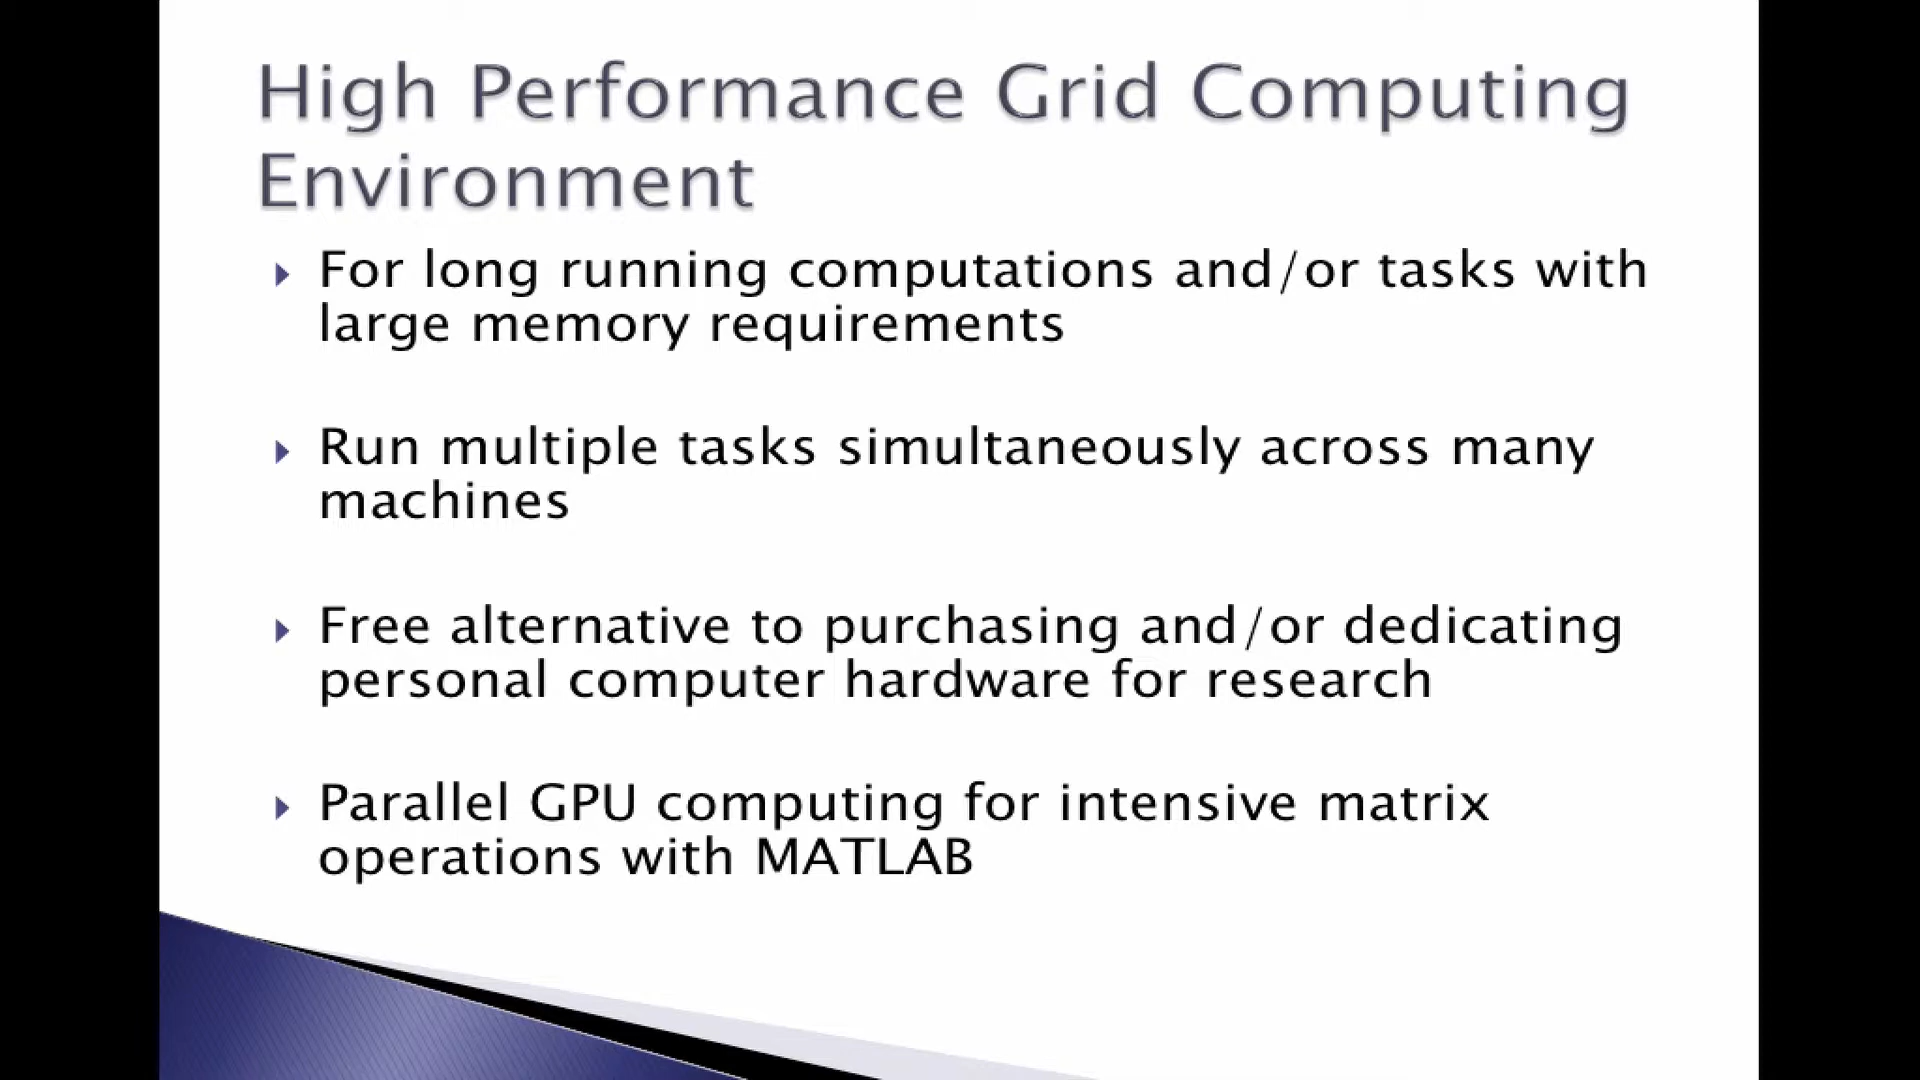 High Performance Grid Computing
Environment
For long running computations and/or tasks with
large memory requirements
Run multiple tasks simultaneously across many
machines
Free alternative to purchasing and/or dedicating
personal computer hardware for research
Parallel GPU computing for intensive matrix
operations with MATLAB